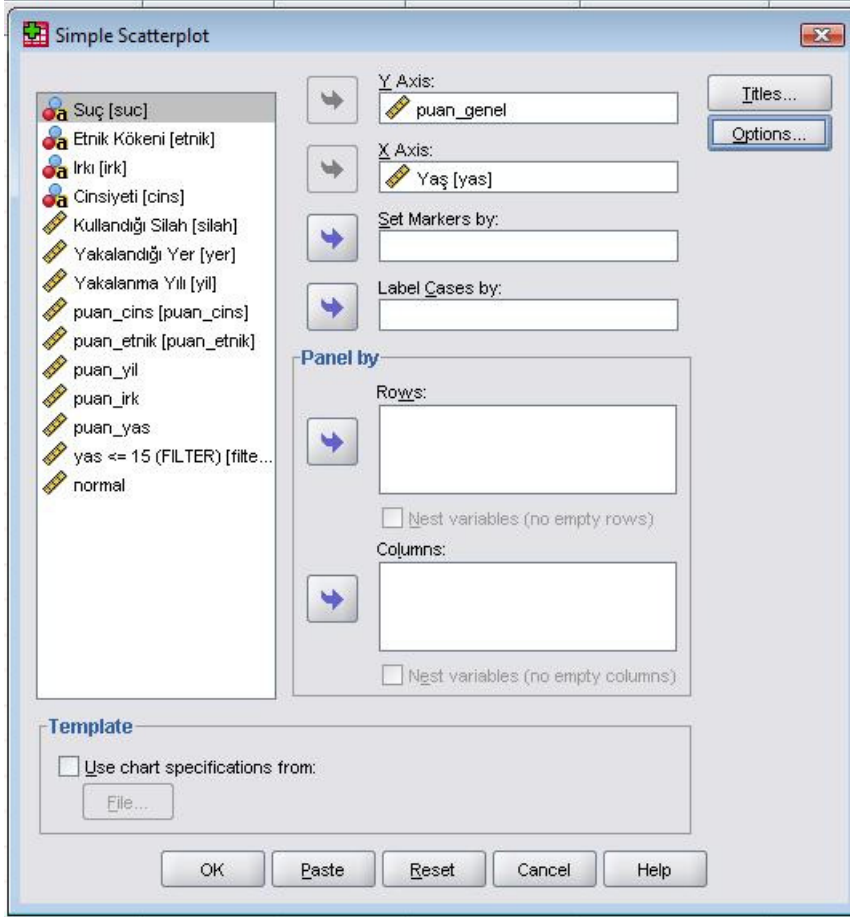 Simple Scatterplot
Suç [suc]
Etnik Kökeni [etnik]
Irkı [irk]
Cinsiyeti [cins]
Kullandığı Silah [silah]
Yakalandığı Yer [yer]
Yakalanma Yılı [yil]
puan_cins [puan_cins]
puan_etnik [puan_etnik]
puan_yil
puan_irk
puan_yas
yas <= 15 (FILTER) [filte...
normal
Y Axis:
puan_genel
X Axis:
Yaş [yas]
Set Markers by:
Label Cases by:
Panel by
Rows:
Nest variables (no empty rows)
Columns:
Nest variables (no empty columns)
Titles...
Options...
Template
Use chart specifications from:
File...
OK Paste Reset Cancel Help